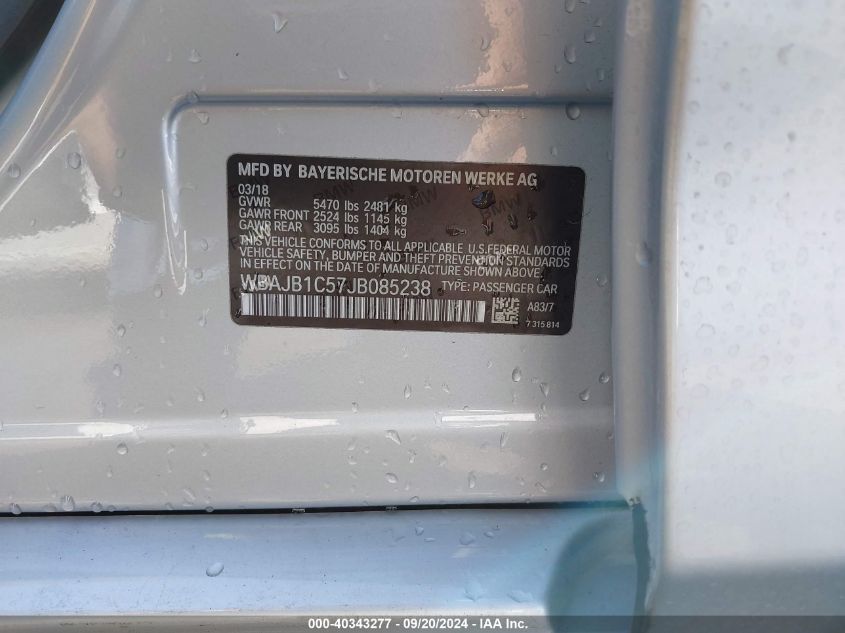 MFD BY BAYERISCHE MOTOREN WERKE AG
03/18
GVWR 5470 lbs 2481 kg
GAWR FRONT 2524 lbs 1145 kg
GAWR REAR 3095 lbs 1404 kg
THIS VEHICLE CONFORMS TO ALL APPLICABLE U.S.FEDERAL MOTOR
VEHICLE SAFETY, BUMPER, AND THEFT PREVENTION STANDARDS
IN EFFECT ON THE DATE OF MANUFACTURE SHOWN ABOVE.
WBAJB1C57JB085238 TYPE: PASSENGER CAR
A83/7
7 315 814
000-40343277 - 09/20/2024 - IAA, Inc.